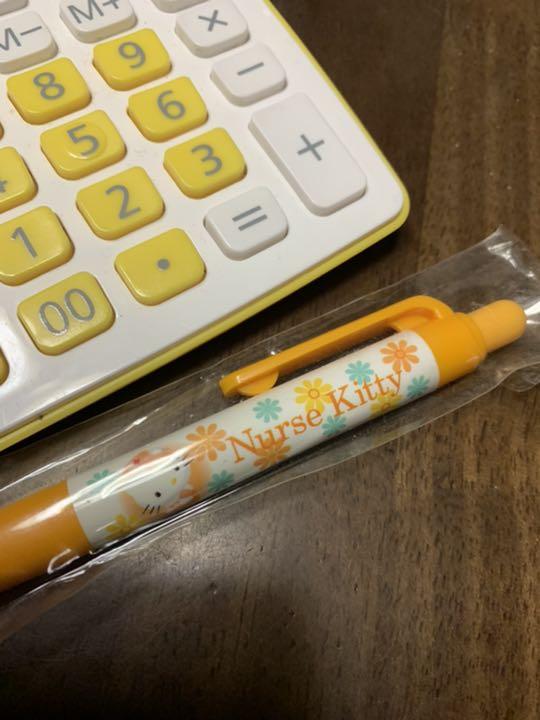 M− M+ ×
8 9 −
5 6 +
2 3
1 • =
00
Nurse Kitty